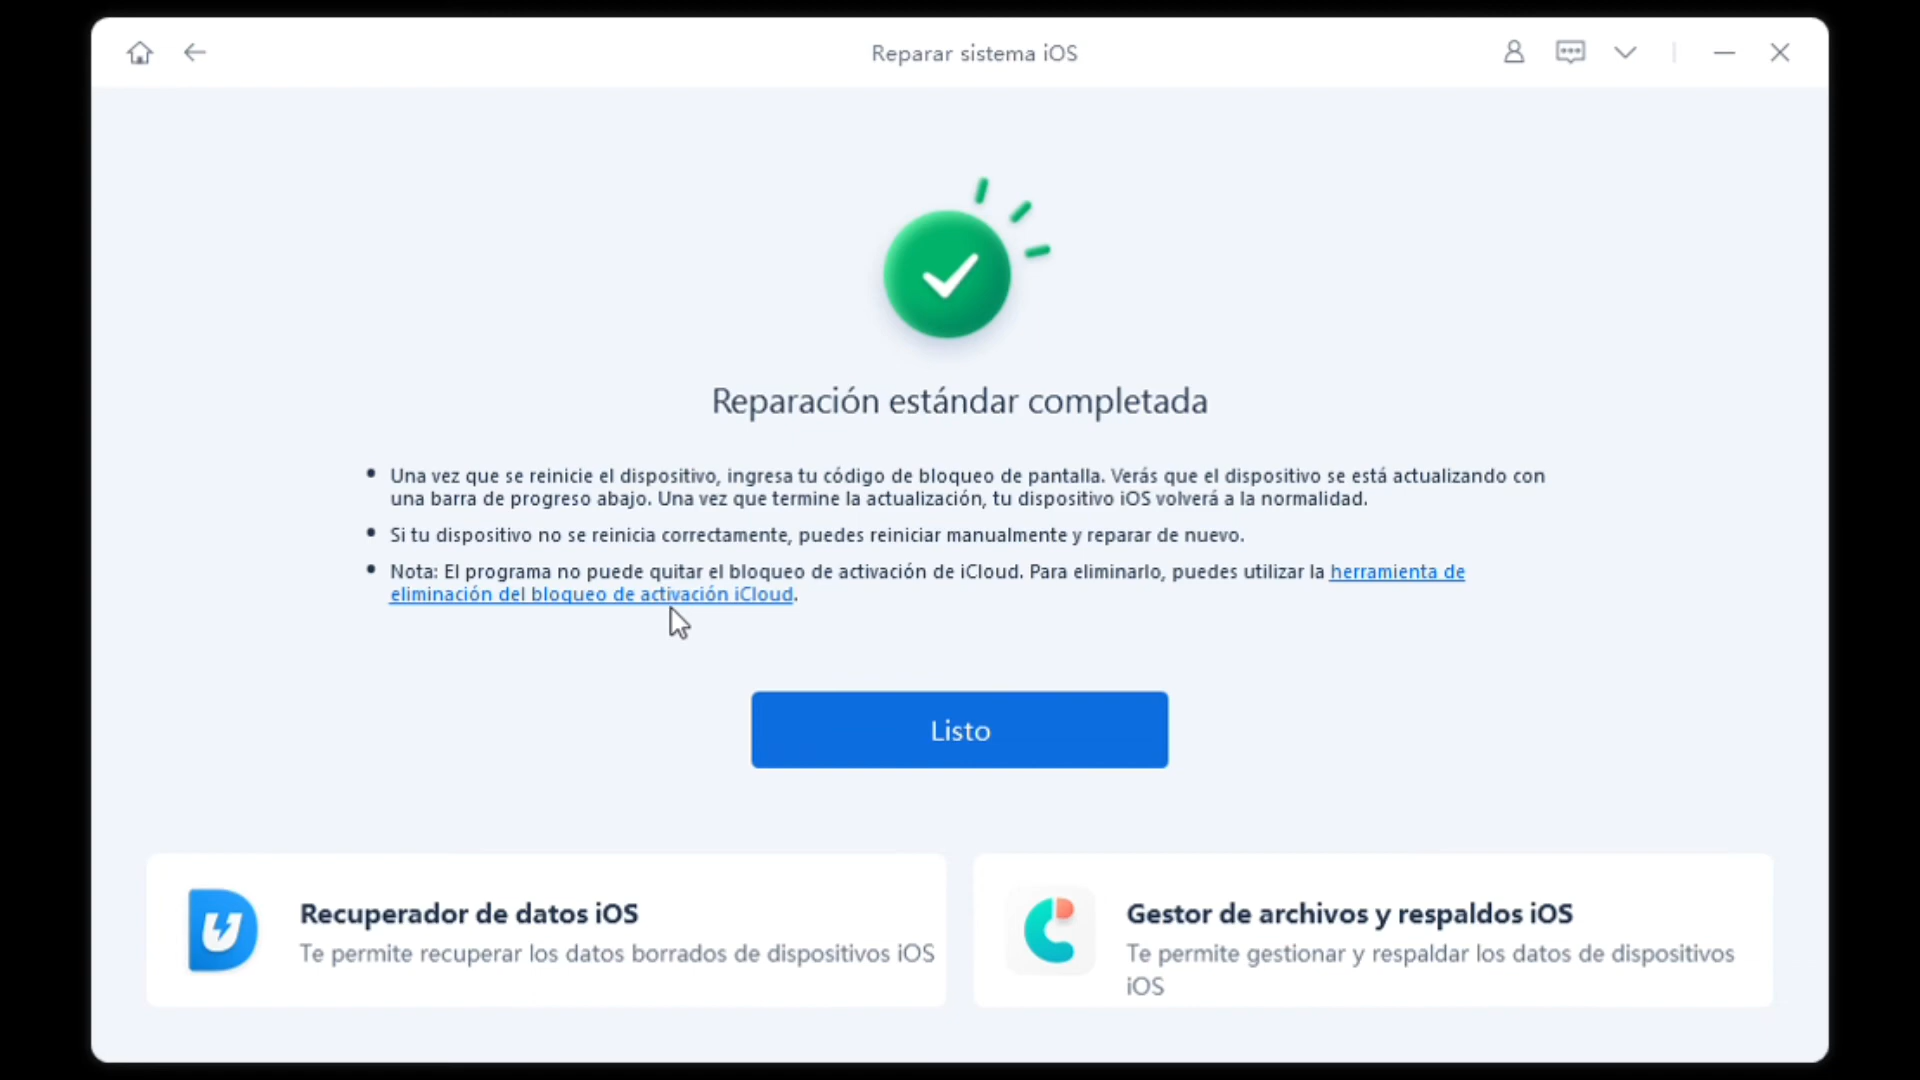 Reparar sistema iOS
Reparación estándar completada
• Una vez que se reinicie el dispositivo, ingresa tu código de bloqueo de pantalla. Verás que el dispositivo se está actualizando con
una barra de progreso abajo. Una vez que termine la actualización, tu dispositivo iOS volverá a la normalidad.
• Si tu dispositivo no se reinicia correctamente, puedes reiniciar manualmente y reparar de nuevo.
• Nota: El programa no puede quitar el bloqueo de activación de iCloud. Para eliminarlo, puedes utilizar la herramienta de
eliminación del bloqueo de activación iCloud.
Listo
Recuperador de datos iOS
Te permite recuperar los datos borrados de dispositivos iOS
Gestor de archivos y respaldos iOS
Te permite gestionar y respaldar los datos de dispositivos
iOS